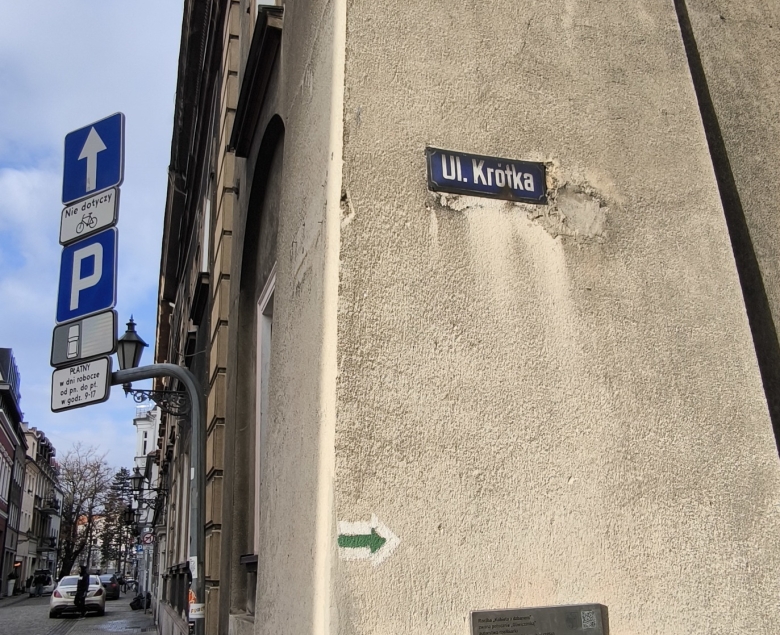 Nie dotyczy
P
PŁATNY
w dni robocze
od pn. do pt.
w godz. 9-17
Ul. Krótka